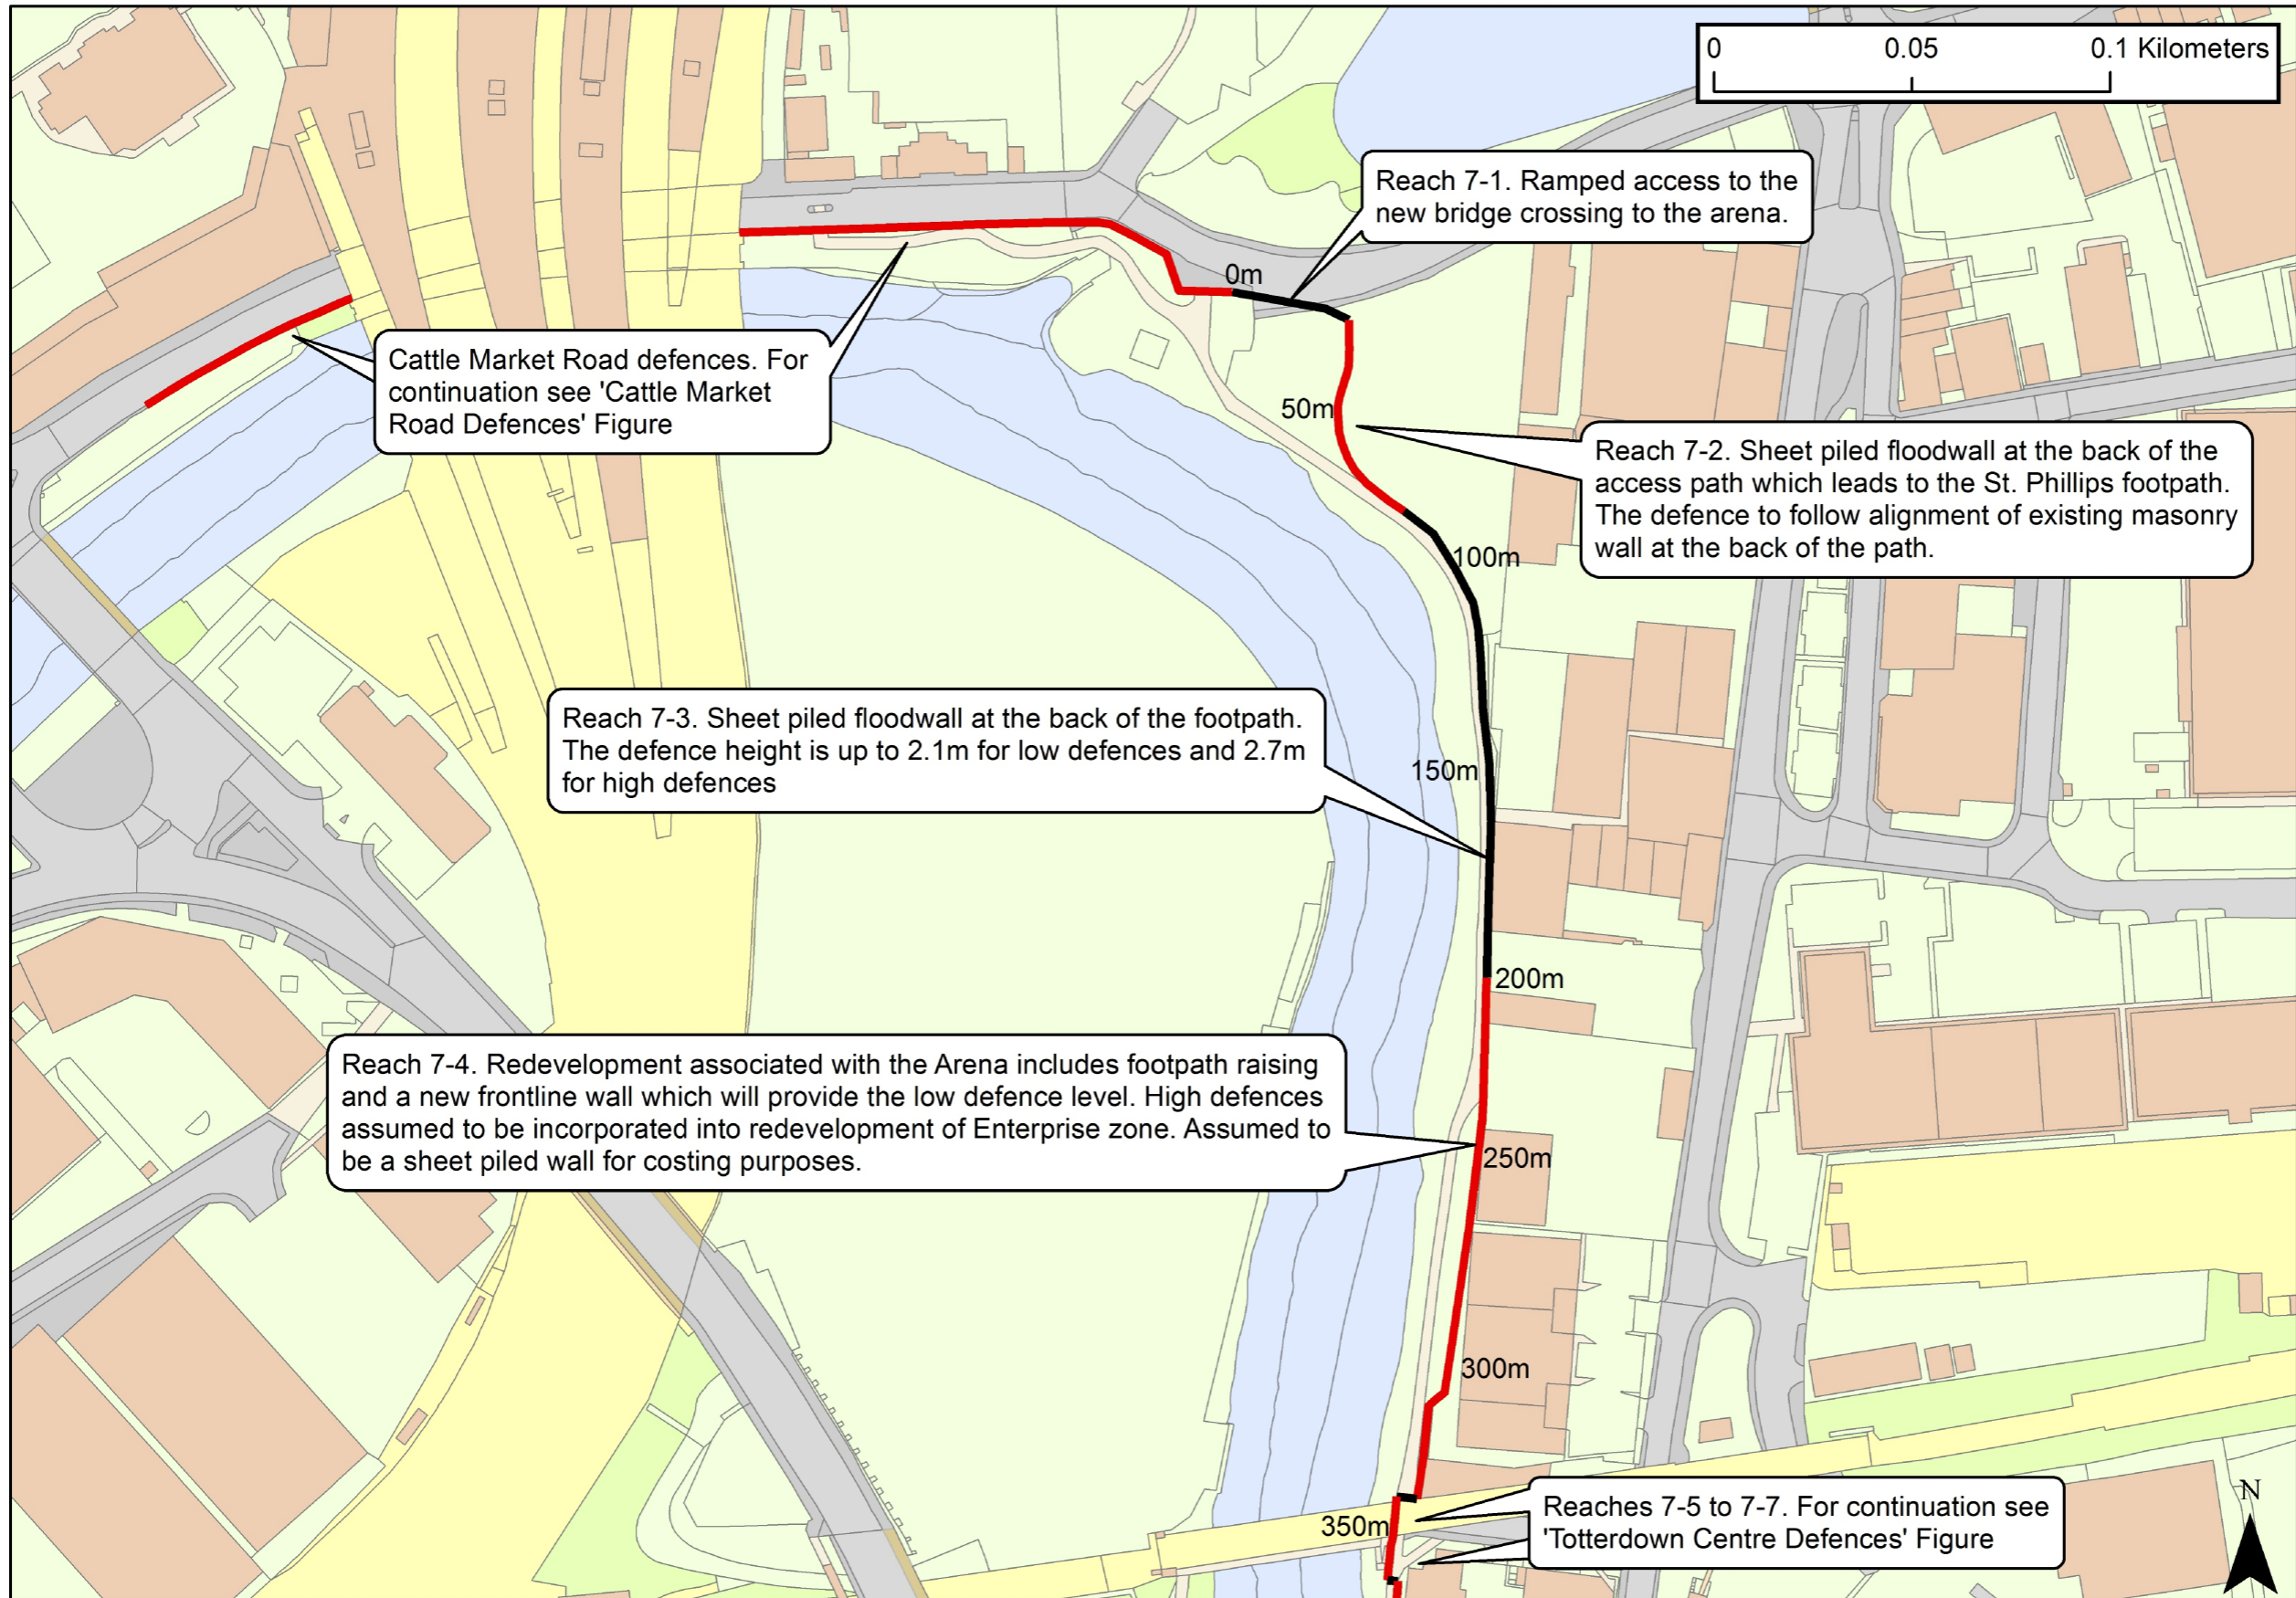 0 0.05 0.1 Kilometers
Reach 7-1. Ramped access to the
new bridge crossing to the arena.
0m
Cattle Market Road defences. For
continuation see 'Cattle Market
Road Defences' Figure
50m
Reach 7-2. Sheet piled floodwall at the back of the
access path which leads to the St. Phillips footpath.
The defence to follow alignment of existing masonry
wall at the back of the path.
100m
Reach 7-3. Sheet piled floodwall at the back of the footpath.
The defence height is up to 2.1m for low defences and 2.7m
for high defences
150m
200m
Reach 7-4. Redevelopment associated with the Arena includes footpath raising
and a new frontline wall which will provide the low defence level. High defences
assumed to be incorporated into redevelopment of Enterprise zone. Assumed to
be a sheet piled wall for costing purposes.
250m
300m
Reaches 7-5 to 7-7. For continuation see
'Totterdown Centre Defences' Figure
350m
N